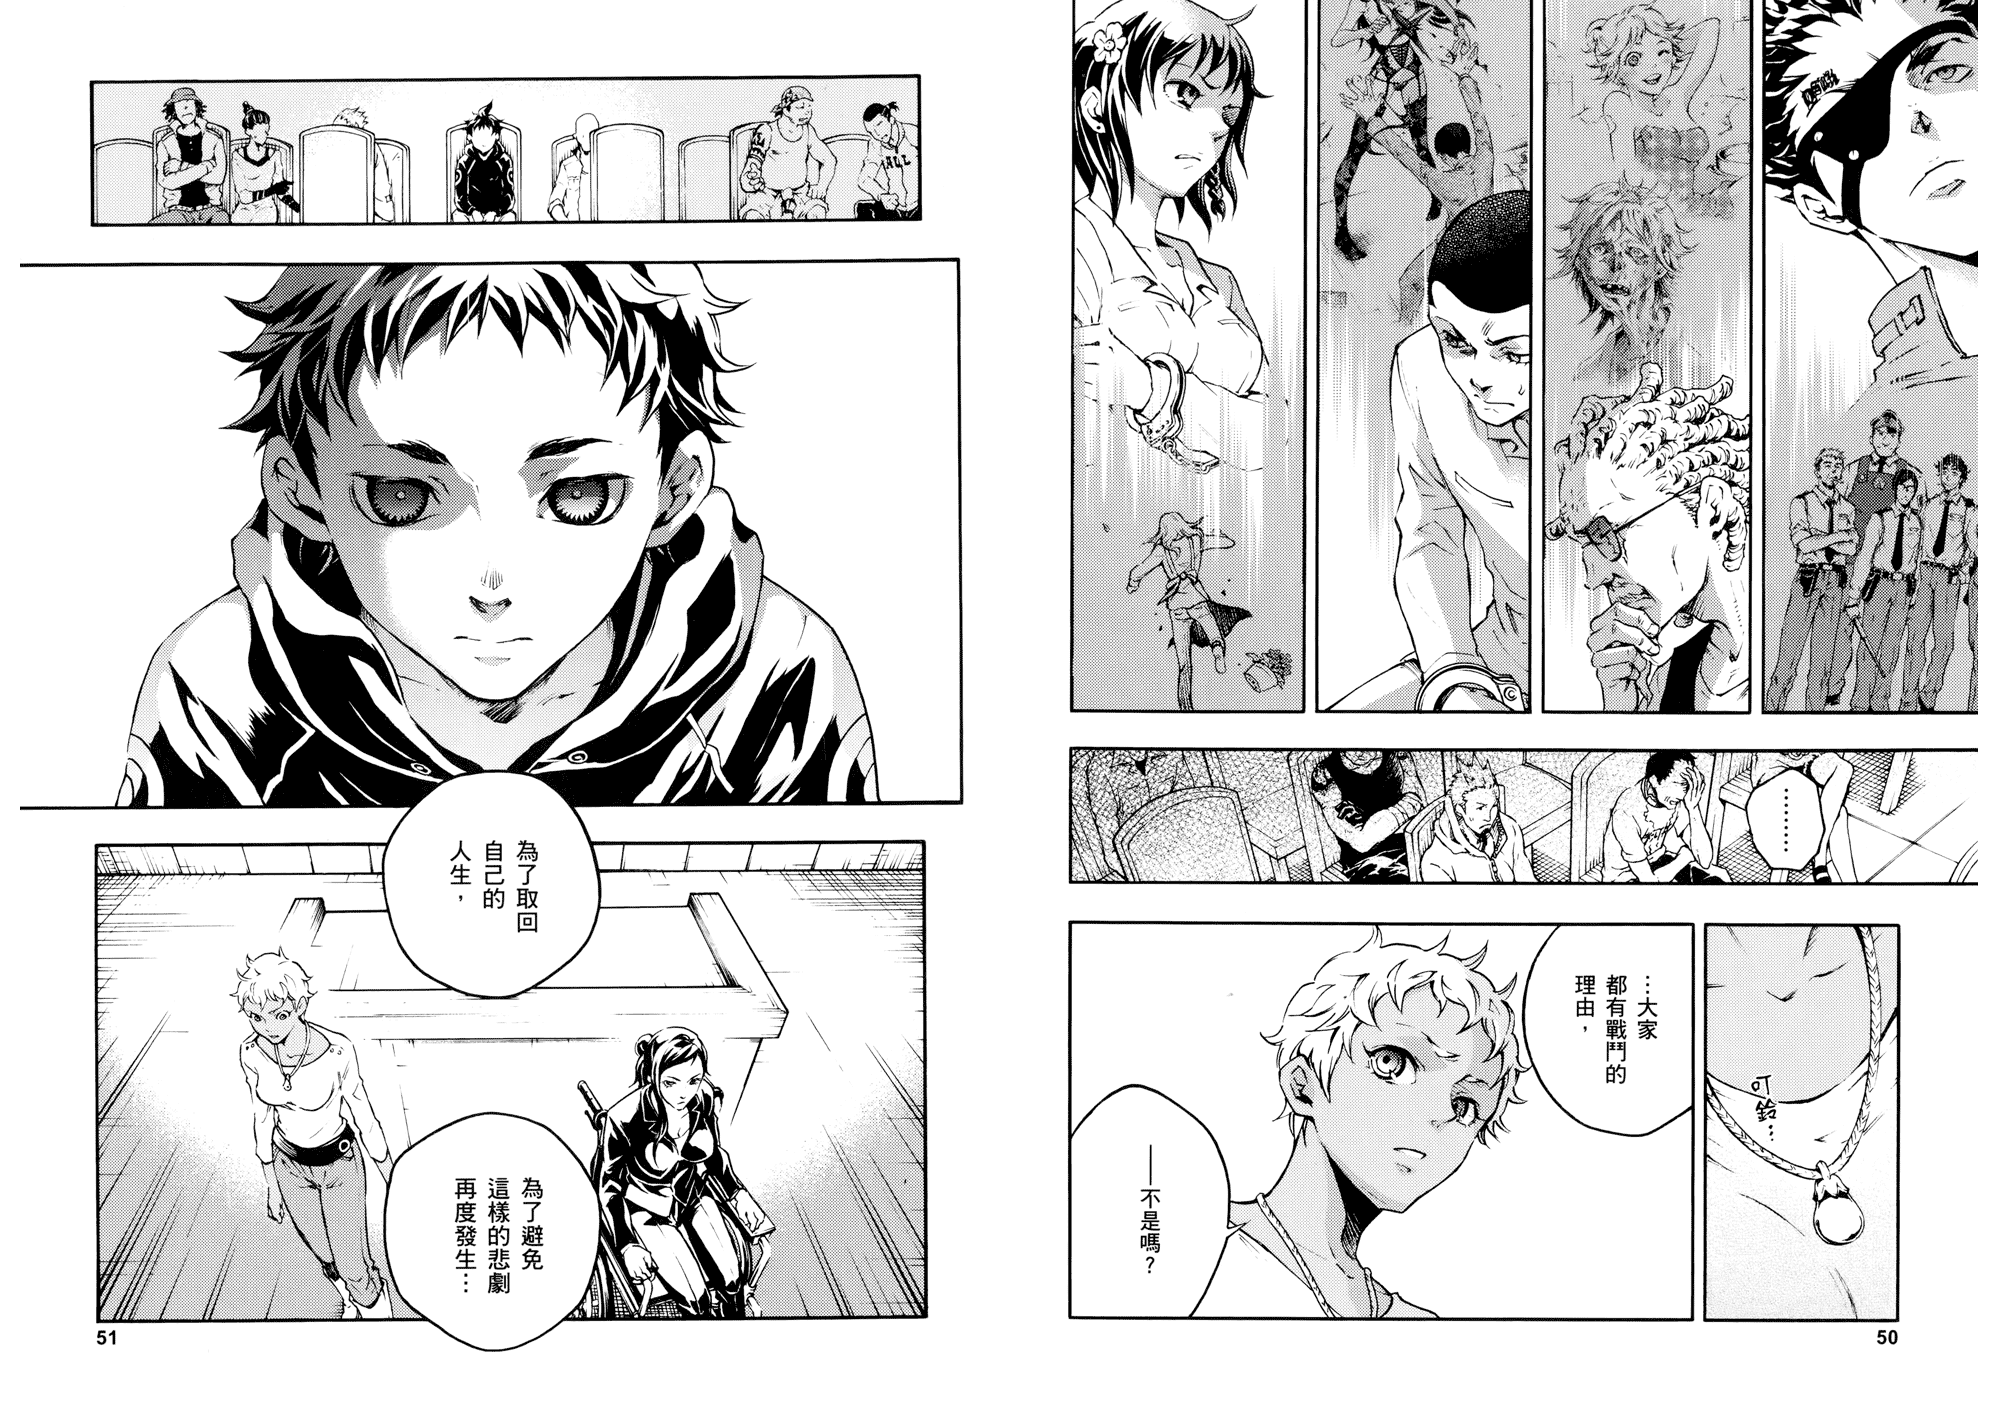 ………
叮鈴…
…大家
都有戰鬥的
理由，
——不是嗎？
50
ALL
為了取回
自己的
人生，
為了避免
這樣的悲劇
再度發生…
51